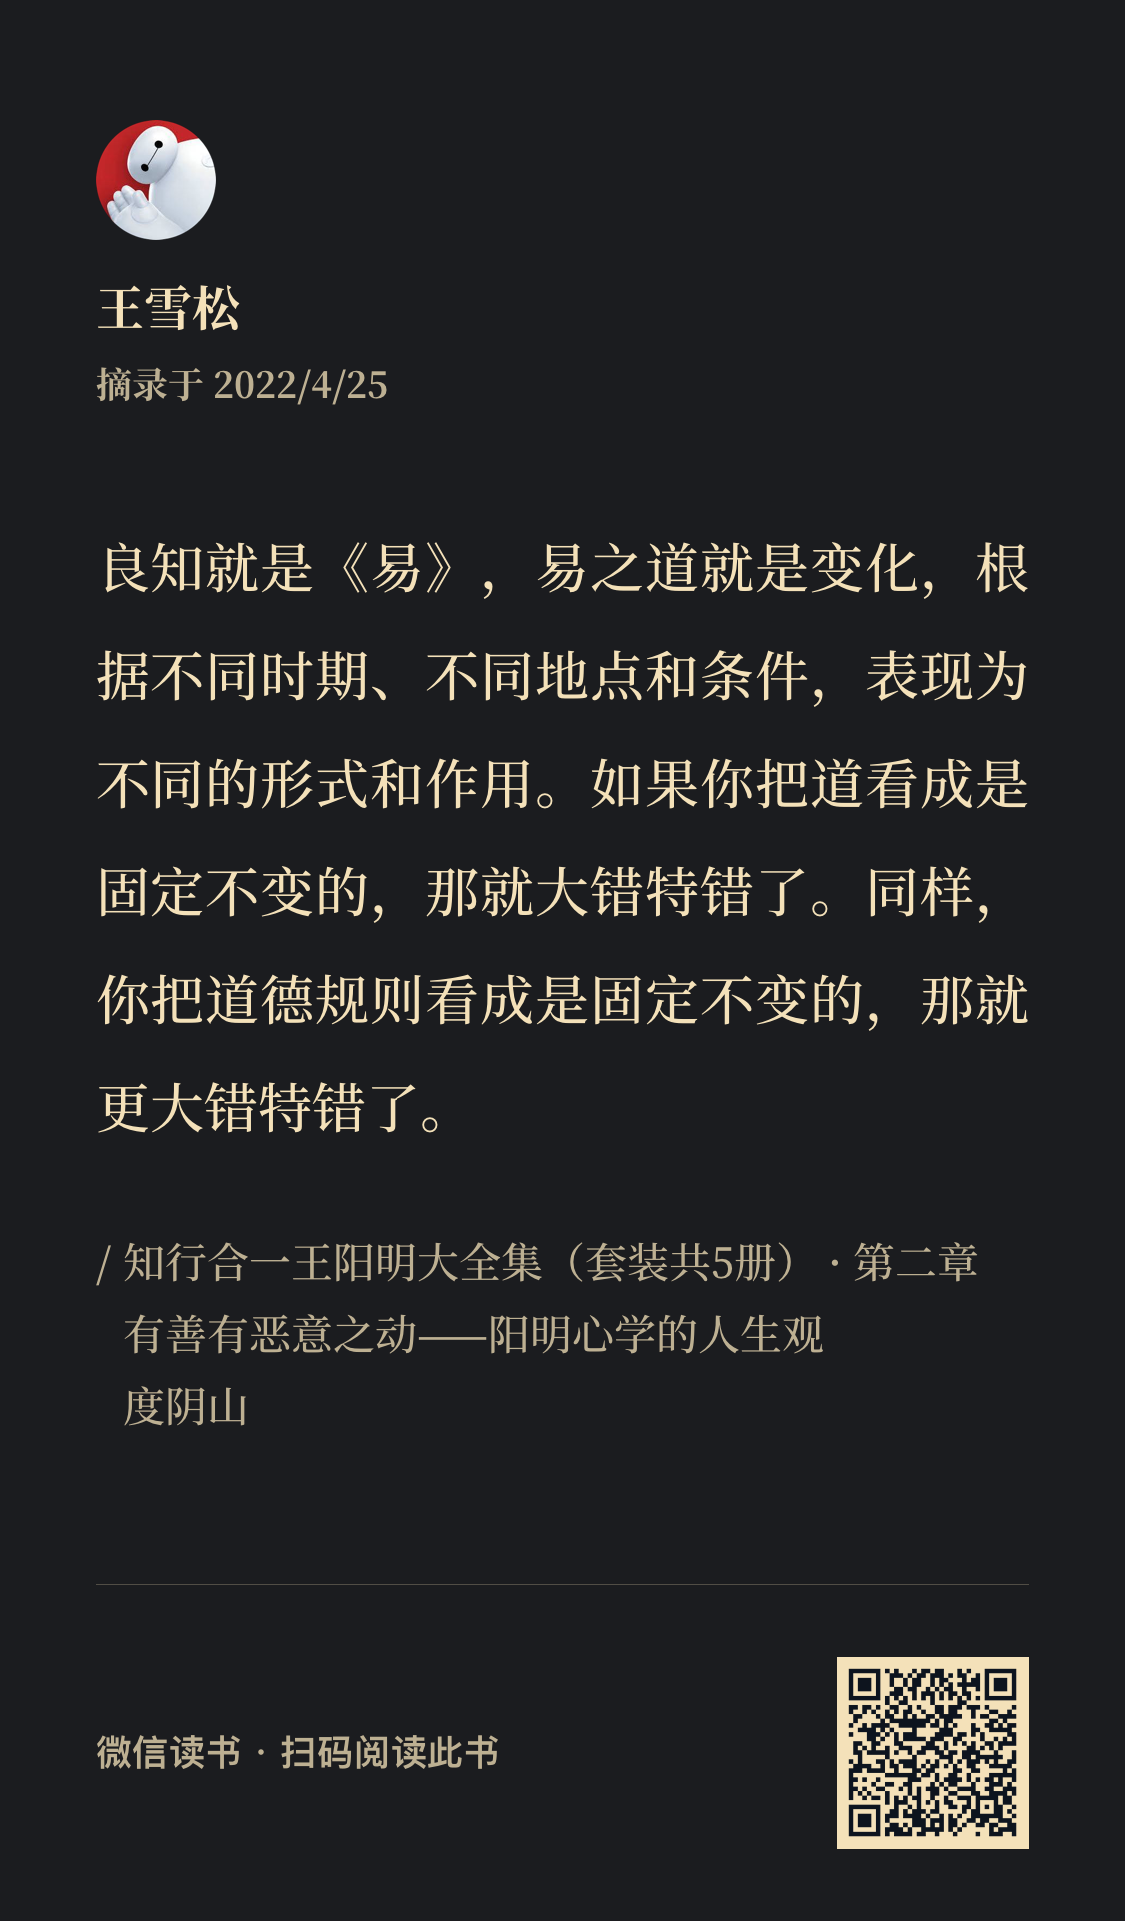 王雪松
摘录于 2022/4/25
良知就是《易》，易之道就是变化，根
据不同时期、不同地点和条件，表现为
不同的形式和作用。如果你把道看成是
固定不变的，那就大错特错了。同样，
你把道德规则看成是固定不变的，那就
更大错特错了。
/ 知行合一王阳明大全集（套装共5册） · 第二章
有善有恶意之动——阳明心学的人生观
度阴山
微信读书 · 扫码阅读此书